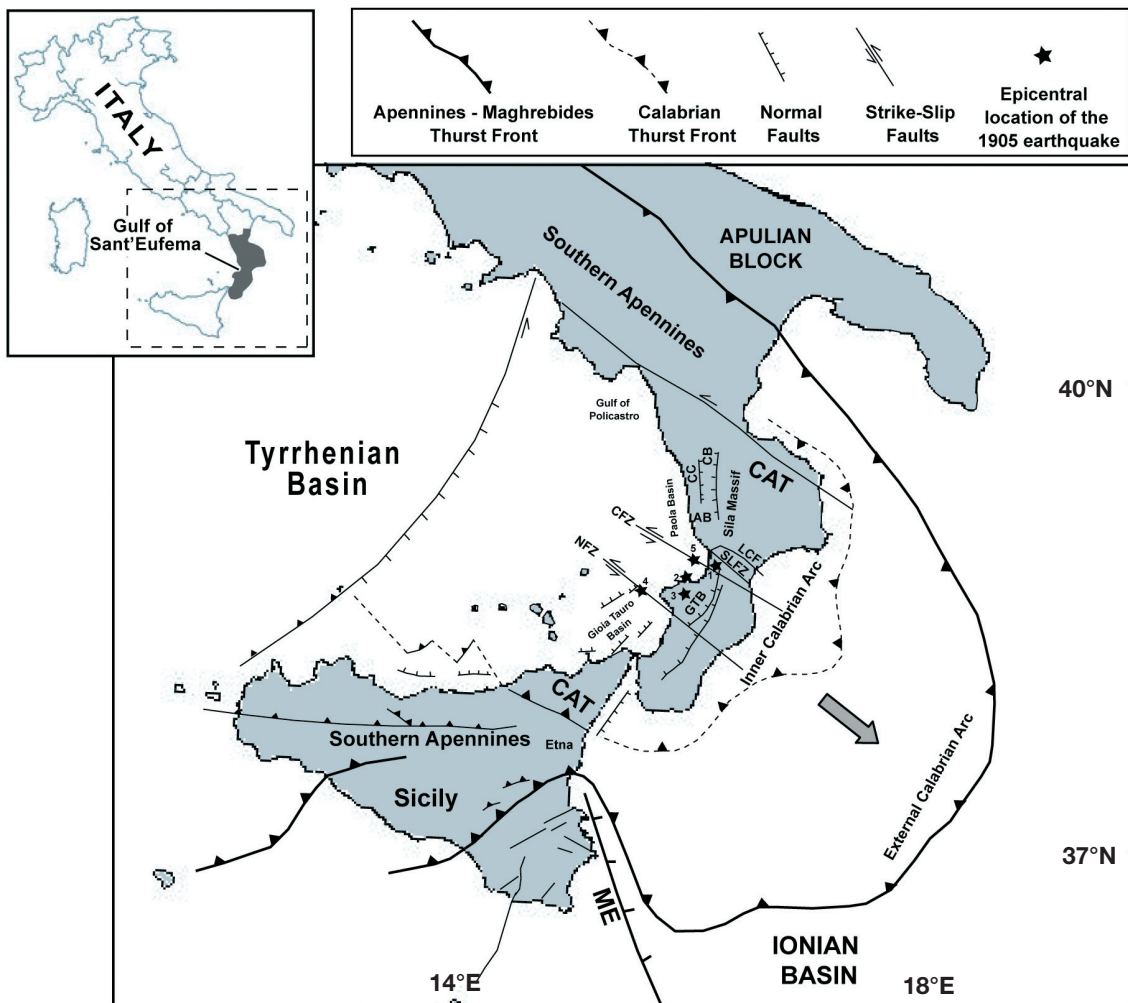 ITALY
Gulf of
Sant'Eufema
Apennines - Maghrebides
Thurst Front
Calabrian
Thurst Front
Normal
Faults
Strike-Slip
Faults
Epicentral
location of the
1905 earthquake
APULIAN
BLOCK
Southern Apennines
40°N
Gulf of
Policastro
Tyrrhenian
Basin
CAT
CC
CB
Sila Massif
Paola Basin
AB
CFZ
NFZ
LCF
SLFZ
5
1
2
3
4
GTB
Gioia Tauro
Basin
Inner Calabrian Arc
CAT
Southern Apennines
Etna
Sicily
External Calabrian Arc
37°N
ME
IONIAN
BASIN
14°E
18°E